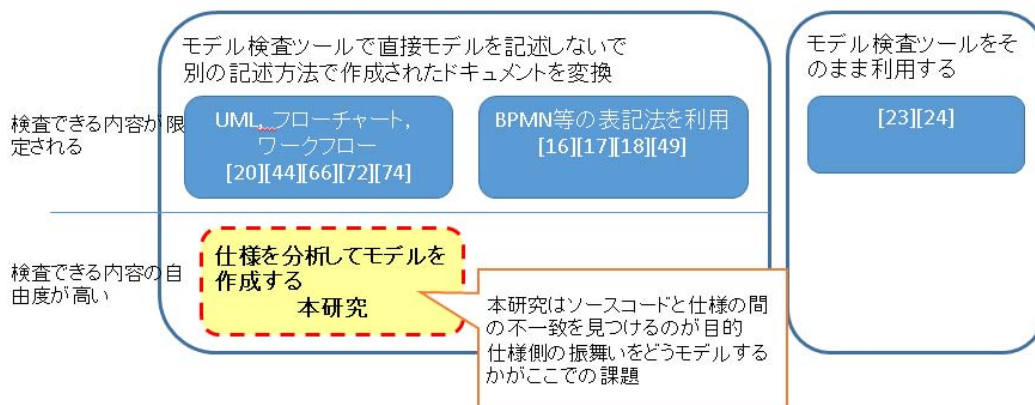 モデル検査ツールで直接モデルを記述しないで
別の記述方法で作成されたドキュメントを変換
モデル検査ツールをそ
のまま利用する
検査できる内容が限
定される
UML, フローチャート,
ワークフロー
[20][44][66][72][74]
BPMN等の表記法を利用
[16][17][18][49]
[23][24]
検査できる内容の自
由度が高い
仕様を分析してモデルを
作成する
本研究
本研究はソースコードと仕様の間
の不一致を見つけるのが目的
仕様側の振舞いをどうモデルする
かがここでの課題